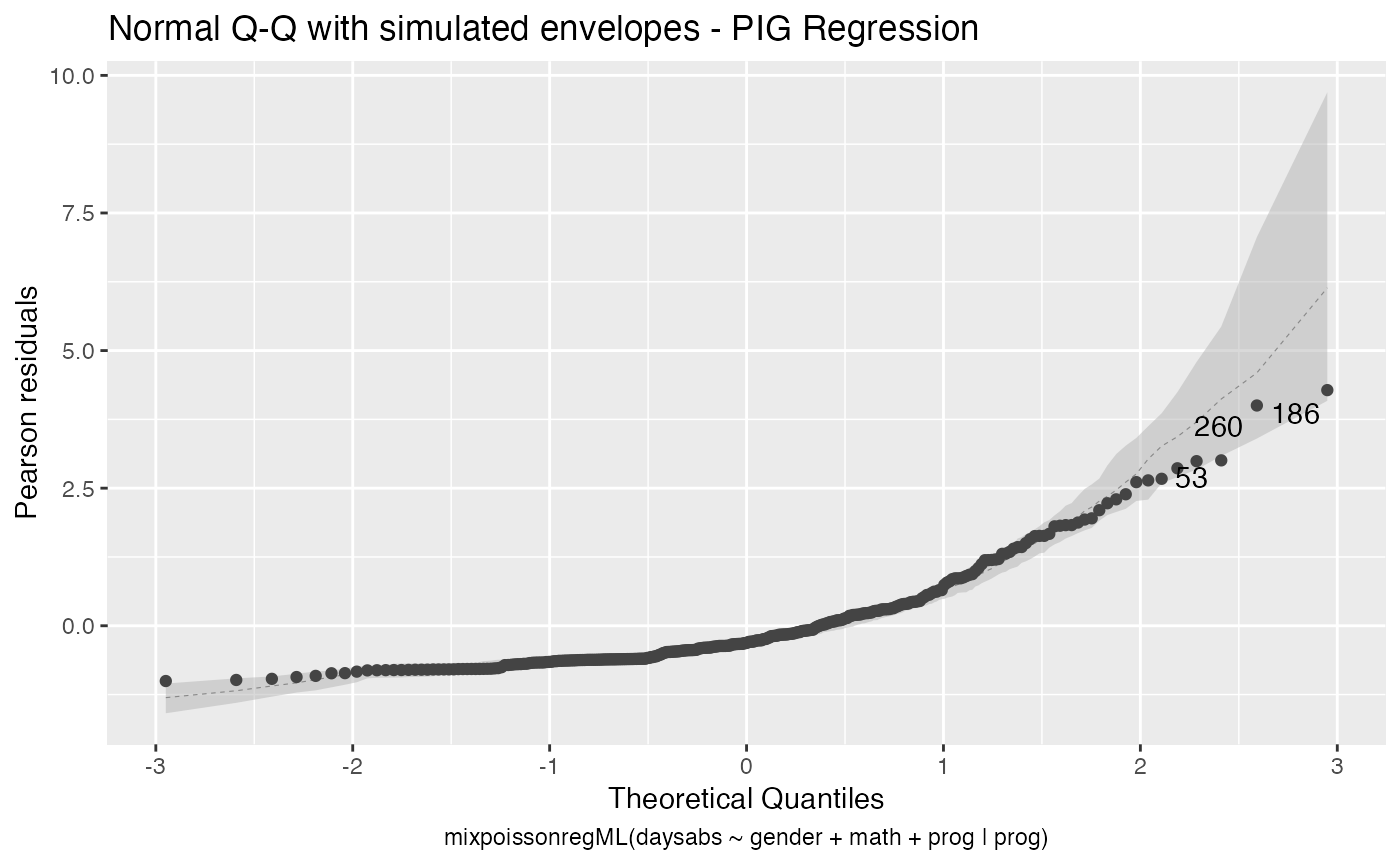 Normal Q-Q with simulated envelopes - PIG Regression
10.0
7.5
5.0
2.5
0.0
Pearson residuals
260
186
53
-3 -2 -1 0 1 2 3
Theoretical Quantiles
mixpoissonregML(daysabs ~ gender + math + prog | prog)